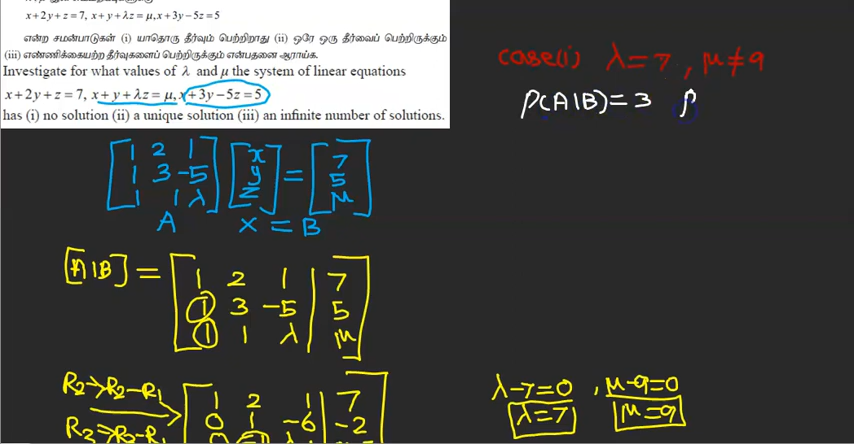 x+2y+z=7, x+y+λz=μ, x+3y−5z=5
என்ற சமன்பாடுகள் (i) யாதொரு தீர்வும் பெற்றிராது (ii) ஒரே ஒரு தீர்வைப் பெற்றிருக்கும்
(iii) எண்ணிக்கையற்ற தீர்வுகளைப் பெற்றிருக்கும் என்பதனை ஆராய்க.
Investigate for what values of λ and μ the system of linear equations
x+2y+z=7, x+y+λz=μ, x+3y−5z=5
has (i) no solution (ii) a unique solution (iii) an infinite number of solutions.
1 2 1 x 7
1 3 −5 y = 5
1 1 λ z μ
A X = B
[A|B] =
1 2 1 | 7
1 3 −5 | 5
1 1 λ | μ
R2→R2−R1
1 2 1 | 7
0 1 −6 | −2
case(i) λ=7, μ≠9
ρ(A|B)=3 ρ
λ−7=0, μ−9=0
λ=7 μ=9